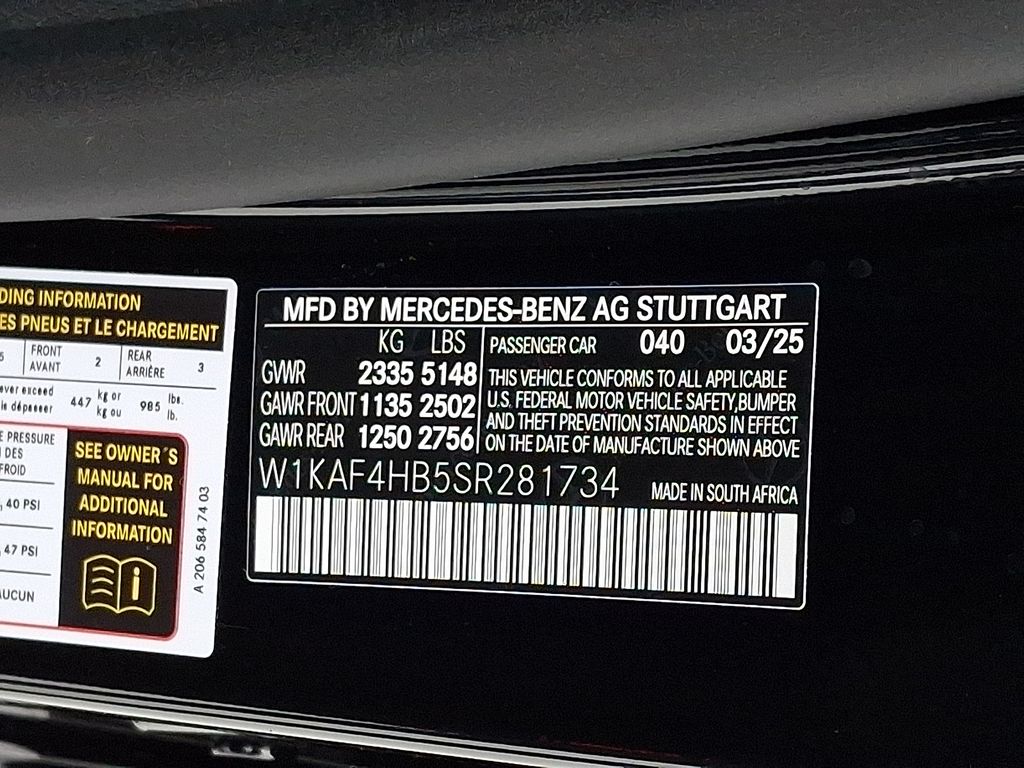 DING INFORMATION
ES PNEUS ET LE CHARGEMENT
5 FRONT AVANT 2 REAR ARRIÈRE 3
ever exceed 447 kg or 985 lbs.
le dépasser kg ou lb.
E PRESSURE
DES
FROID
, 40 PSI
, 47 PSI
AUCUN
SEE OWNER´S
MANUAL FOR
ADDITIONAL
INFORMATION
A 206 584 74 03
MFD BY MERCEDES-BENZ AG STUTTGART
KG LBS
GVWR 2335 5148
GAWR FRONT 1135 2502
GAWR REAR 1250 2756
PASSENGER CAR 040 03/25
THIS VEHICLE CONFORMS TO ALL APPLICABLE
U.S. FEDERAL MOTOR VEHICLE SAFETY,BUMPER
AND THEFT PREVENTION STANDARDS IN EFFECT
ON THE DATE OF MANUFACTURE SHOWN ABOVE
W1KAF4HB5SR281734 MADE IN SOUTH AFRICA